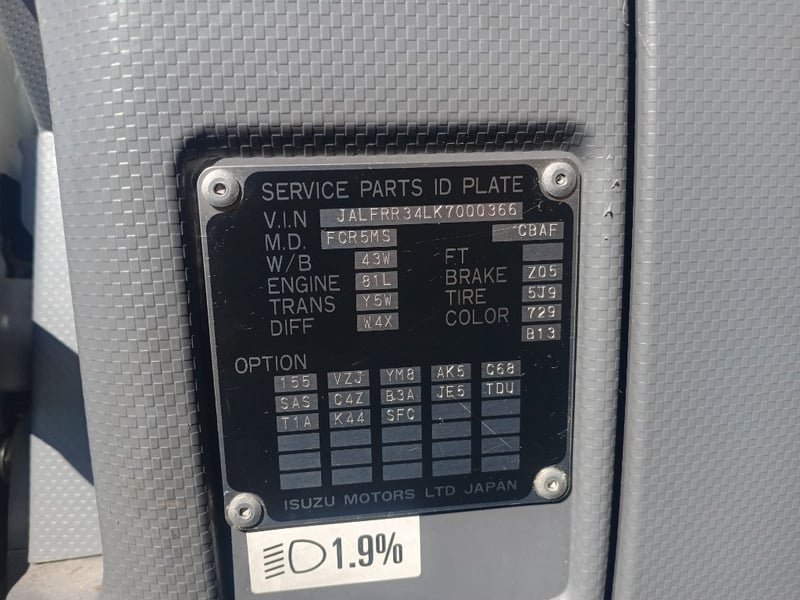 SERVICE PARTS ID PLATE
V.I.N JALFRR34LK7000366
M.D. FCR5MS CBAF
W/B 43W FT
ENGINE 81L BRAKE Z05
TRANS Y5W TIRE 5J9
DIFF W4X COLOR 729
B13
OPTION
155 VZJ YM8 AK5 C68
SAS C4Z B3A JE5 TDU
T1A K44 SFC
ISUZU MOTORS LTD JAPAN
1.9%